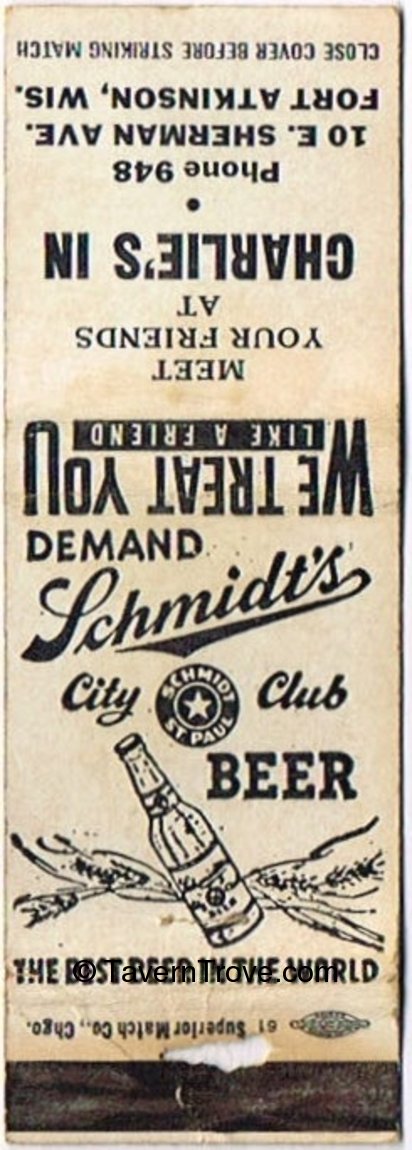 CLOSE COVER BEFORE STRIKING MATCH
FORT ATKINSON, WIS.
10 E. SHERMAN AVE.
Phone 948
•
CHARLIE'S IN
AT
YOUR FRIENDS
MEET
LIKE A FRIEND
WE TREAT YOU
DEMAND
Schmidt's
City Club
SCHMIDT
ST. PAUL
BEER
BEER
THE BEST BEER IN THE WORLD
© TavernTrove.com
61 Superior Match Co., Chgo.